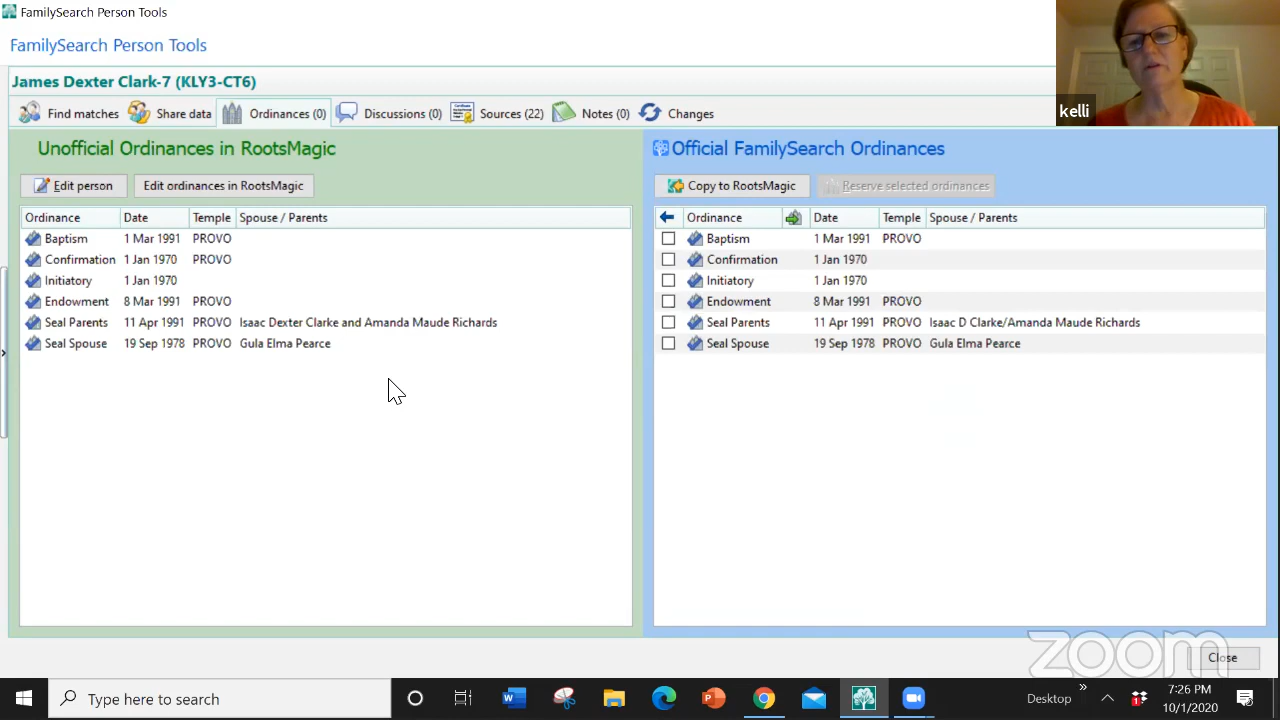 FamilySearch Person Tools
FamilySearch Person Tools
James Dexter Clark-7 (KLY3-CT6)
kelli
Find matches Share data Ordinances (0) Discussions (0) Sources (22) Notes (0) Changes
Unofficial Ordinances in RootsMagic
Edit person Edit ordinances in RootsMagic
Ordinance Date Temple Spouse / Parents
Baptism 1 Mar 1991 PROVO
Confirmation 1 Jan 1970 PROVO
Initiatory 1 Jan 1970
Endowment 8 Mar 1991 PROVO
Seal Parents 11 Apr 1991 PROVO Isaac Dexter Clarke and Amanda Maude Richards
Seal Spouse 19 Sep 1978 PROVO Gula Elma Pearce
Official FamilySearch Ordinances
Copy to RootsMagic Reserve selected ordinances
Ordinance Date Temple Spouse / Parents
Baptism 1 Mar 1991 PROVO
Confirmation 1 Jan 1970
Initiatory 1 Jan 1970
Endowment 8 Mar 1991 PROVO
Seal Parents 11 Apr 1991 PROVO Isaac D Clarke/Amanda Maude Richards
Seal Spouse 19 Sep 1978 PROVO Gula Elma Pearce
zoom
Close
Type here to search
Desktop
7:26 PM
10/1/2020